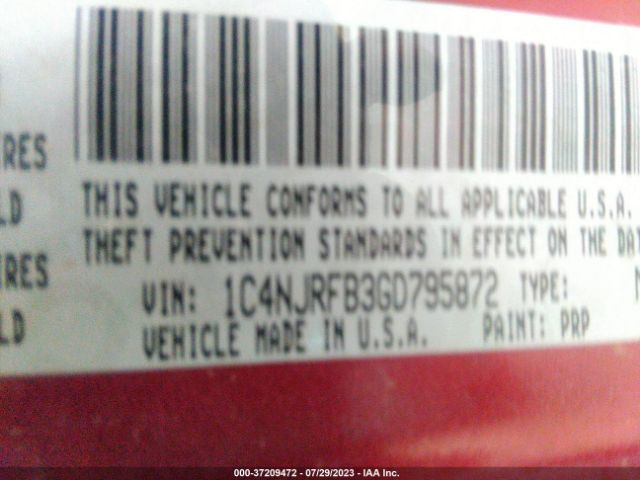 IRES
LD
THIS VEHICLE CONFORMS TO ALL APPLICABLE U.S.A.
THEFT PREVENTION STANDARDS IN EFFECT ON THE DAT
IRES
LD
VIN: 1C4NJRFB3GD795872 TYPE:
VEHICLE MADE IN U.S.A. PAINT: PRP
000-37209472 | 07/29/2023 - IAA Inc.